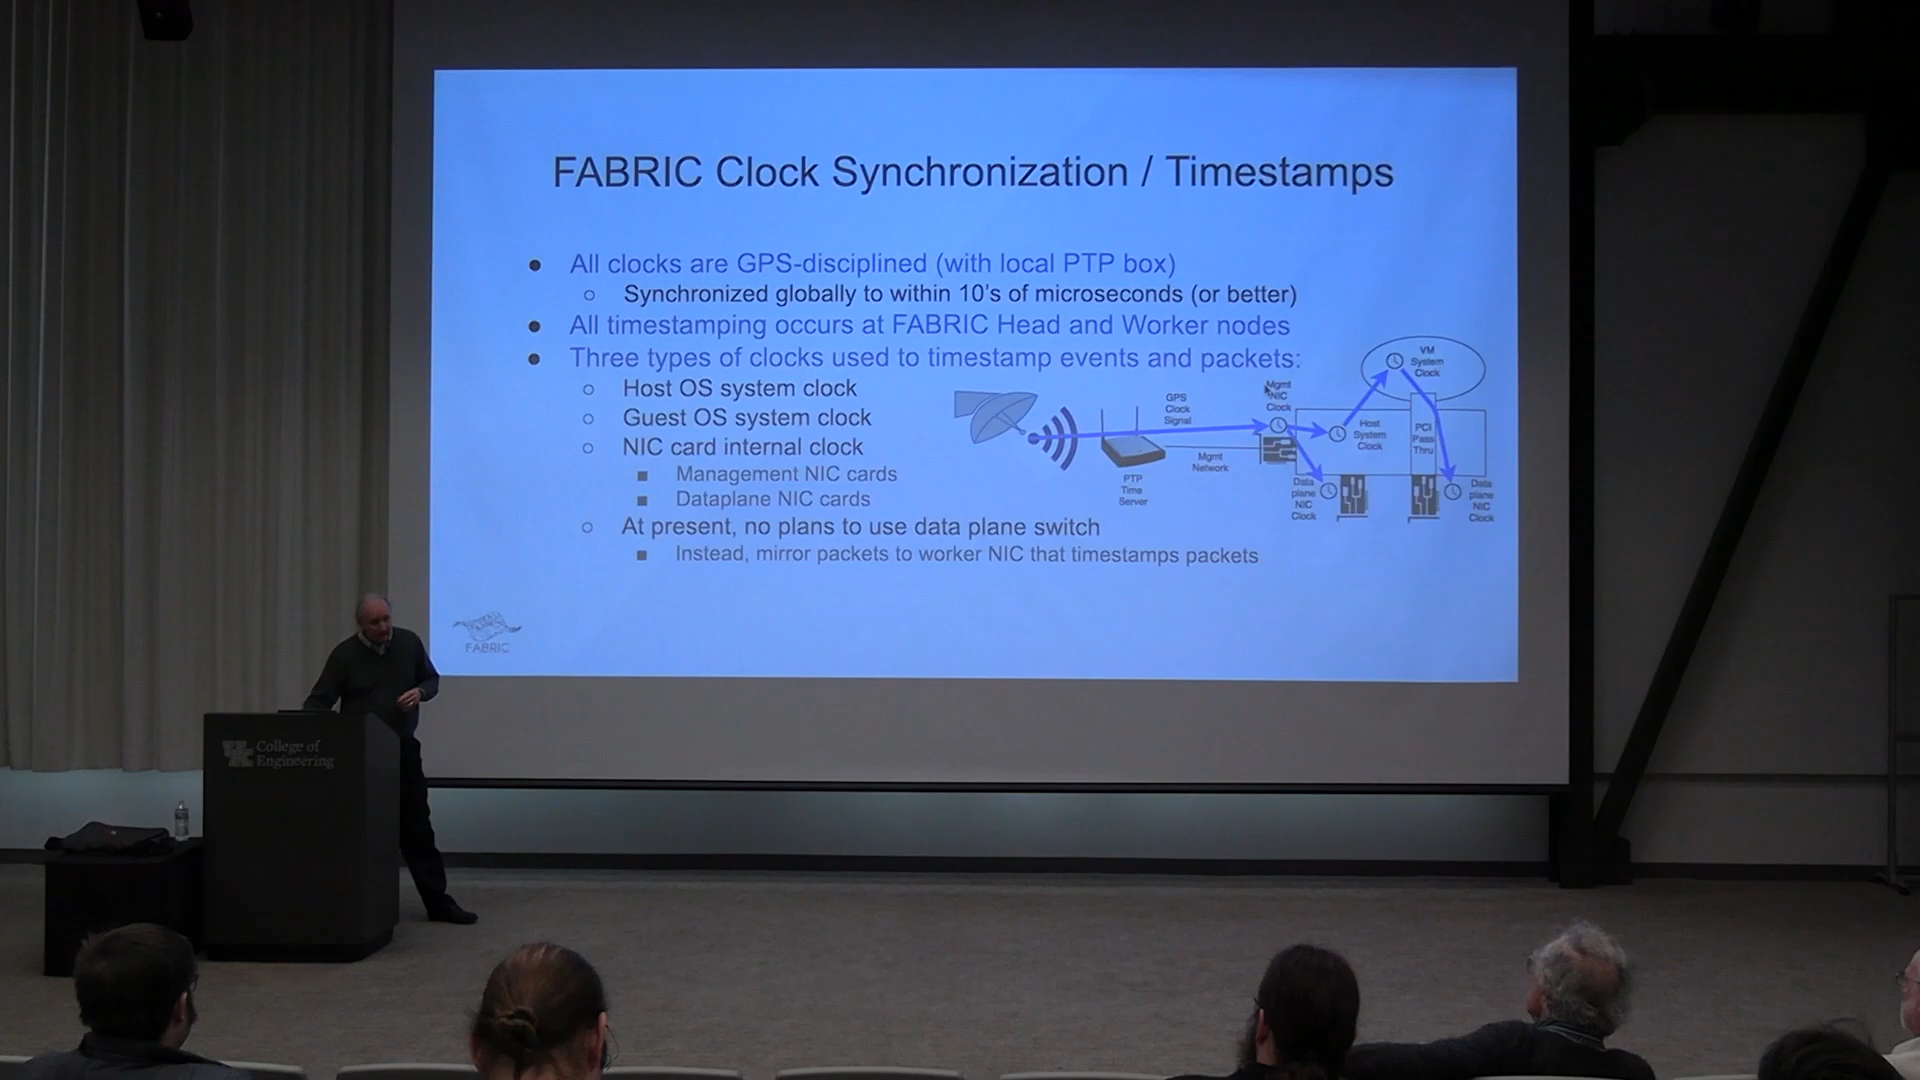 FABRIC Clock Synchronization / Timestamps
● All clocks are GPS-disciplined (with local PTP box)
○ Synchronized globally to within 10's of microseconds (or better)
● All timestamping occurs at FABRIC Head and Worker nodes
● Three types of clocks used to timestamp events and packets:
○ Host OS system clock
○ Guest OS system clock
○ NIC card internal clock
■ Management NIC cards
■ Dataplane NIC cards
○ At present, no plans to use data plane switch
■ Instead, mirror packets to worker NIC that timestamps packets
GPS
Clock
Signal
PTP
Time
Server
Mgmt
Network
Mgmt
NIC
Clock
Host
System
Clock
VM
System
Clock
PCI
Pass
Thru
Data
plane
NIC
Clock
Data
plane
NIC
Clock
FABRIC
UK
College of
Engineering